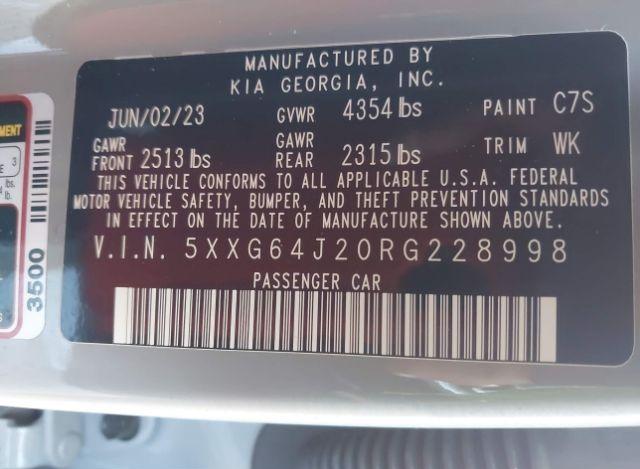 MANUFACTURED BY
KIA GEORGIA, INC.
JUN/02/23 GVWR 4354 lbs PAINT C7S
GAWR FRONT 2513 lbs GAWR REAR 2315 lbs TRIM WK
THIS VEHICLE CONFORMS TO ALL APPLICABLE U.S.A. FEDERAL
MOTOR VEHICLE SAFETY, BUMPER, AND THEFT PREVENTION STANDARDS
IN EFFECT ON THE DATE OF MANUFACTURE SHOWN ABOVE.
V.I.N. 5XXG64J20RG228998
PASSENGER CAR
3
lbs.
3500